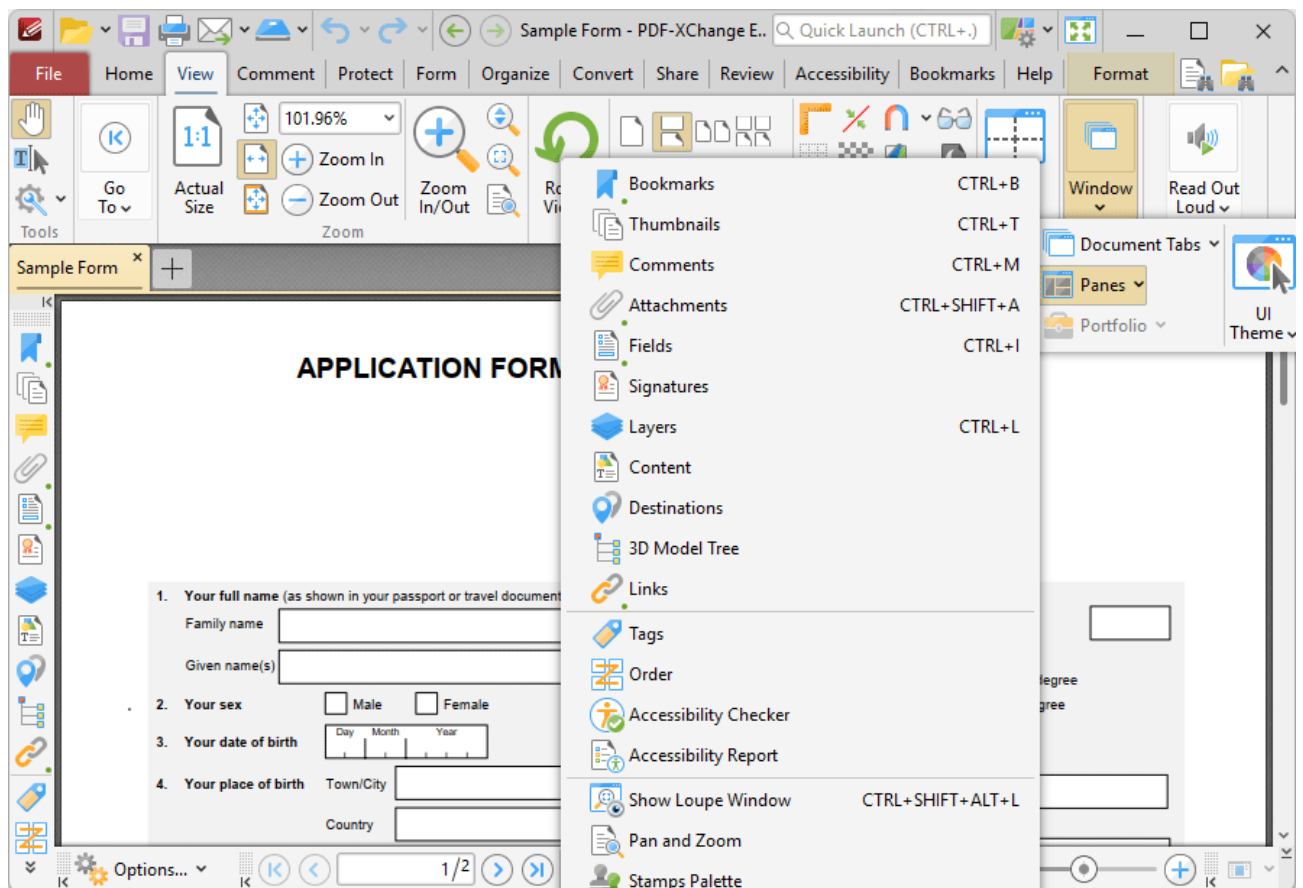 Sample Form - PDF-XChange E.. Quick Launch (CTRL+.)
File Home View Comment Protect Form Organize Convert Share Review Accessibility Bookmarks Help Format
Go To
Tools
1:1
Actual Size
101.96%
Zoom In
Zoom Out
Zoom In/Out
Zoom
Window
Read Out Loud
Sample Form ×
Document Tabs
Panes
Portfolio
UI Theme
Bookmarks CTRL+B
Thumbnails CTRL+T
Comments CTRL+M
Attachments CTRL+SHIFT+A
Fields CTRL+I
Signatures
Layers CTRL+L
Content
Destinations
3D Model Tree
Links
Tags
Order
Accessibility Checker
Accessibility Report
Show Loupe Window CTRL+SHIFT+ALT+L
Pan and Zoom
Stamps Palette
APPLICATION FORM
1. Your full name (as shown in your passport or travel document
Family name
Given name(s)
2. Your sex Male Female
3. Your date of birth Day Month Year
4. Your place of birth Town/City
Country
Options... 1/2